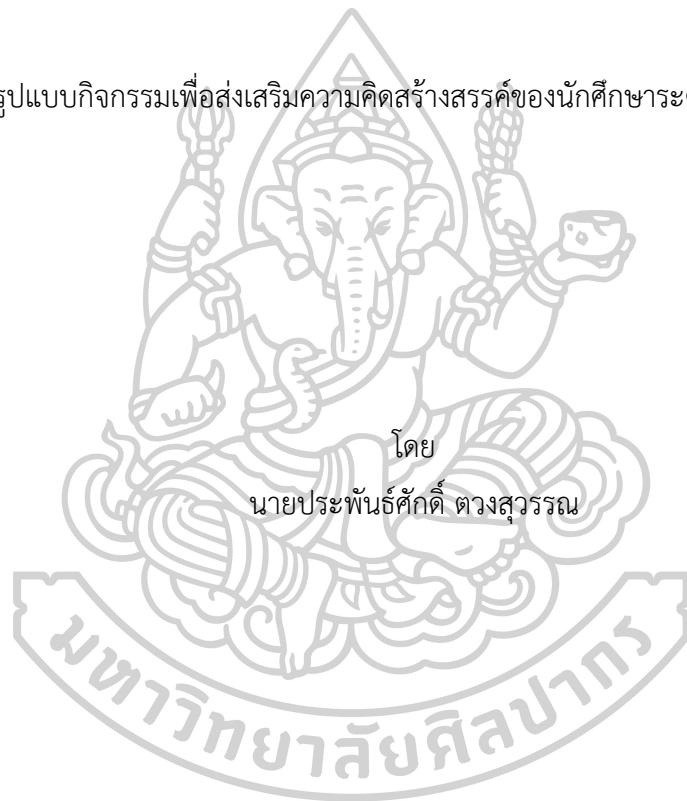 รูปแบบกิจกรรมเพื่อส่งเสริมความคิดสร้างสรรค์ของนักศึกษาระ
โดย
นายประพันธ์ศักดิ์ ตวงสุวรรณ
มหาวิทยาลัยศิลปากร